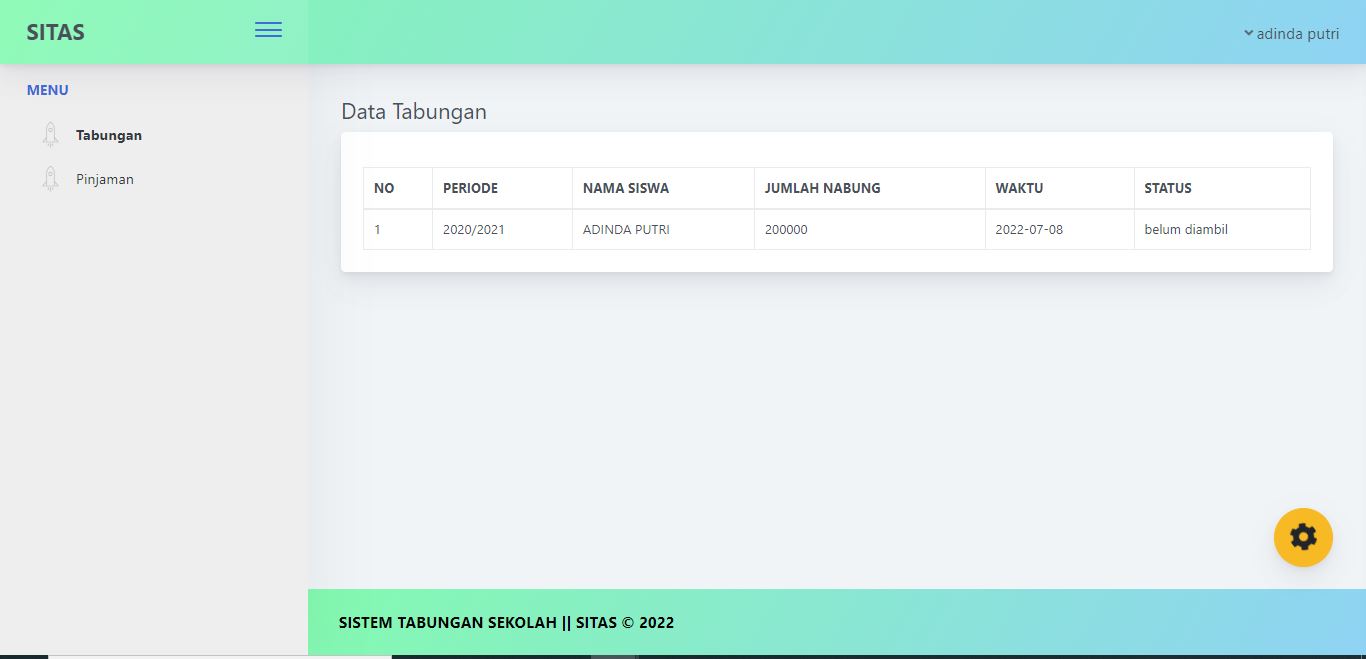 SITAS
adinda putri
MENU
Tabungan
Pinjaman
Data Tabungan
NO PERIODE NAMA SISWA JUMLAH NABUNG WAKTU STATUS
1 2020/2021 ADINDA PUTRI 200000 2022-07-08 belum diambil
SISTEM TABUNGAN SEKOLAH || SITAS © 2022